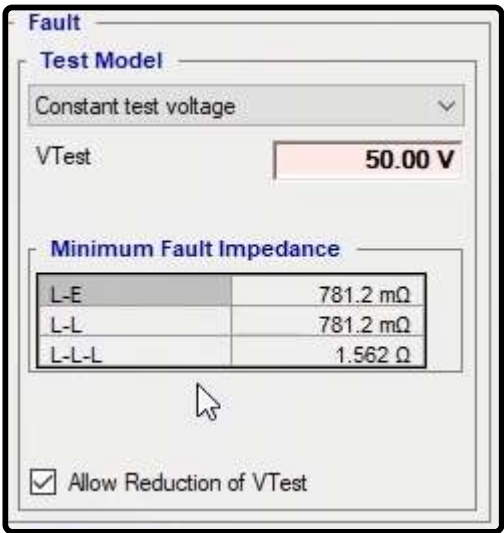 Fault
Test Model
Constant test voltage
VTest 50.00 V
Minimum Fault Impedance
L-E 781.2 mΩ
L-L 781.2 mΩ
L-L-L 1.562 Ω
Allow Reduction of VTest